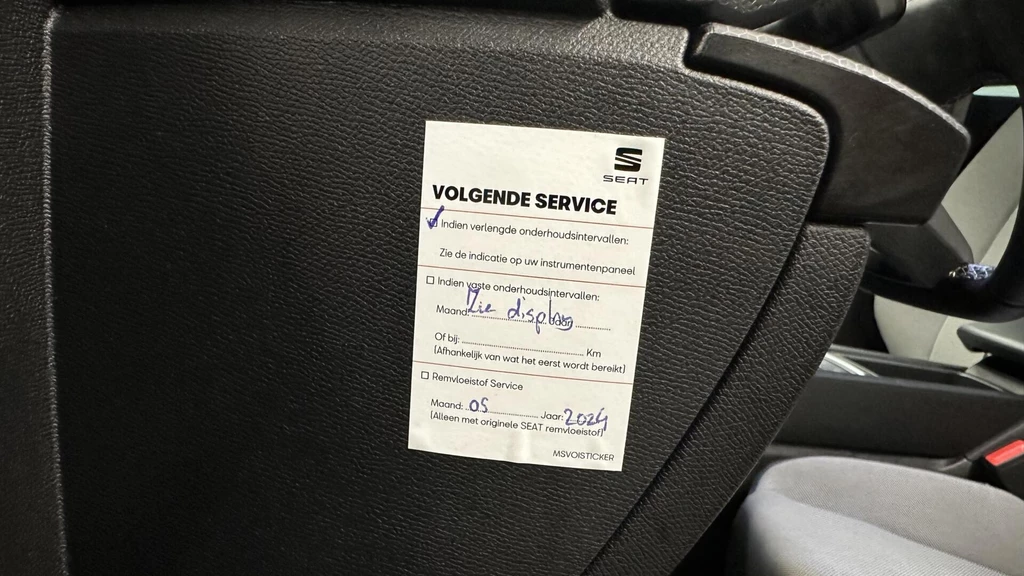 SEAT
VOLGENDE SERVICE
Indien verlengde onderhoudsintervallen:
Zie de indicatie op uw instrumentenpaneel
Indien vaste onderhoudsintervallen:
Maand: Zie display
Of bij: Km
(Afhankelijk van wat het eerst wordt bereikt)
Remvloeistof Service
Maand: 05 Jaar: 2024
(Alleen met originele SEAT remvloeistof)
MSVOISTICKER